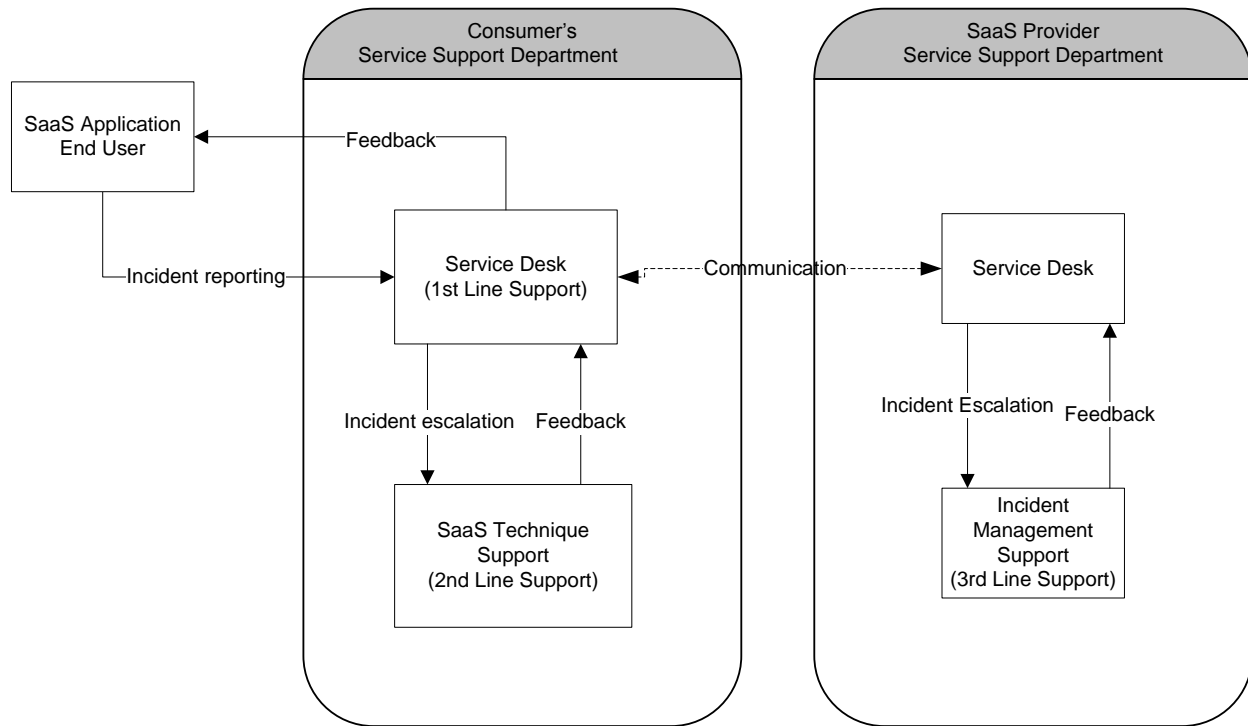 Consumer's
Service Support Department
SaaS Provider
Service Support Department
SaaS Application
End User
Feedback
Incident reporting
Service Desk
(1st Line Support)
Communication
Service Desk
Incident escalation
Feedback
Incident Escalation
Feedback
SaaS Technique
Support
(2nd Line Support)
Incident
Management
Support
(3rd Line Support)